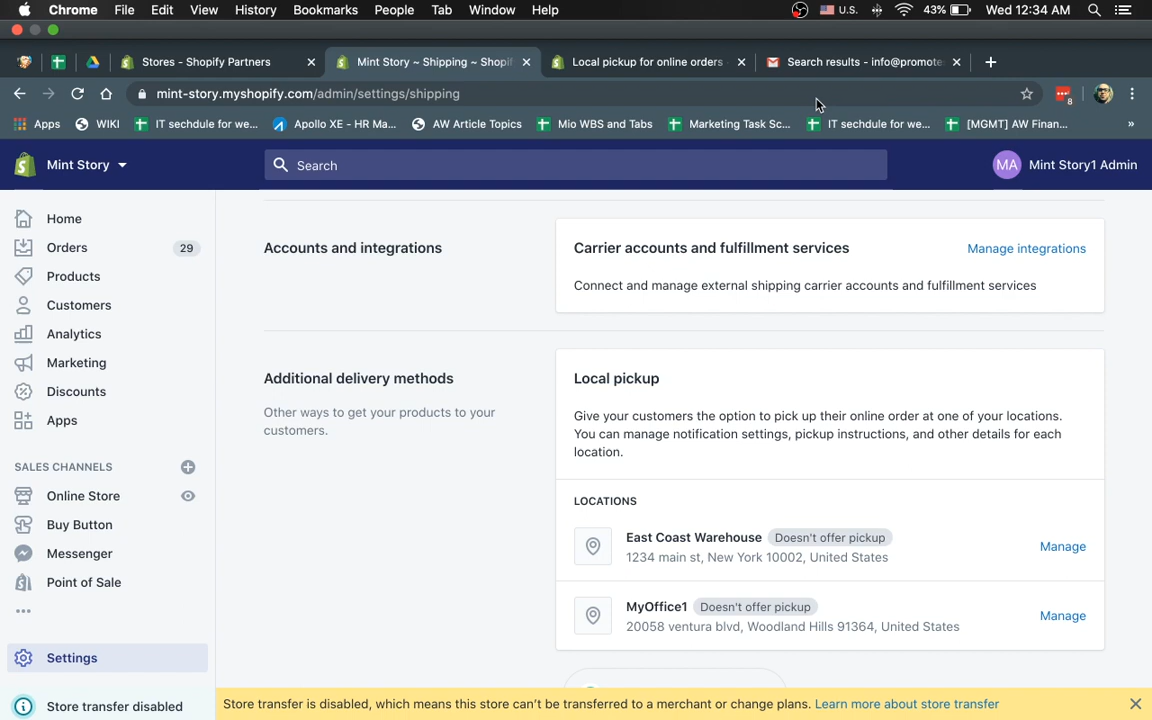 Chrome File Edit View History Bookmarks People Tab Window Help U.S. 43% Wed 12:34 AM
Stores - Shopify Partners Mint Story ~ Shipping ~ Shopif Local pickup for online orders Search results - info@promote
mint-story.myshopify.com/admin/settings/shipping 8
Apps WIKI IT sechdule for we... Apollo XE - HR Ma... AW Article Topics Mio WBS and Tabs Marketing Task Sc... IT sechdule for we... [MGMT] AW Finan... »
Mint Story Search MA Mint Story1 Admin
Home
Orders 29
Products
Customers
Analytics
Marketing
Discounts
Apps
SALES CHANNELS
Online Store
Buy Button
Messenger
Point of Sale
Settings
Store transfer disabled
Accounts and integrations
Carrier accounts and fulfillment services Manage integrations
Connect and manage external shipping carrier accounts and fulfillment services
Additional delivery methods
Other ways to get your products to your
customers.
Local pickup
Give your customers the option to pick up their online order at one of your locations.
You can manage notification settings, pickup instructions, and other details for each
location.
LOCATIONS
East Coast Warehouse Doesn't offer pickup
1234 main st, New York 10002, United States
Manage
MyOffice1 Doesn't offer pickup
20058 ventura blvd, Woodland Hills 91364, United States
Manage
Store transfer is disabled, which means this store can't be transferred to a merchant or change plans. Learn more about store transfer